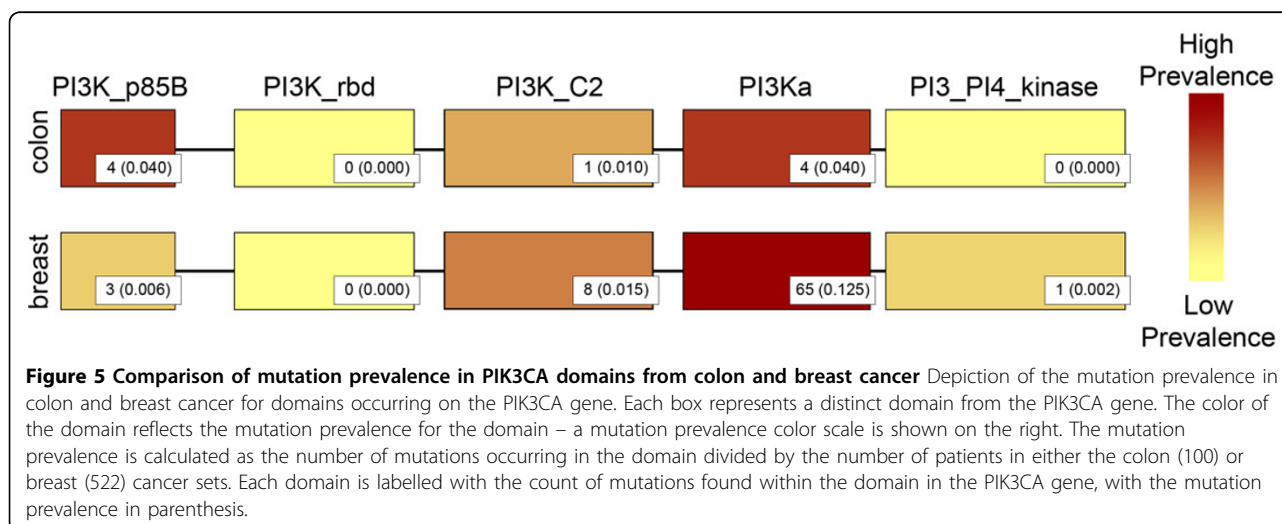 High
Prevalence
PI3K_p85B PI3K_rbd PI3K_C2 PI3Ka PI3_PI4_kinase
colon
4 (0.040) 0 (0.000) 1 (0.010) 4 (0.040) 0 (0.000)
breast
3 (0.006) 0 (0.000) 8 (0.015) 65 (0.125) 1 (0.002)
Low
Prevalence
Figure 5 Comparison of mutation prevalence in PIK3CA domains from colon and breast cancer Depiction of the mutation prevalence in
colon and breast cancer for domains occurring on the PIK3CA gene. Each box represents a distinct domain from the PIK3CA gene. The color of
the domain reflects the mutation prevalence for the domain – a mutation prevalence color scale is shown on the right. The mutation
prevalence is calculated as the number of mutations occurring in the domain divided by the number of patients in either the colon (100) or
breast (522) cancer sets. Each domain is labelled with the count of mutations found within the domain in the PIK3CA gene, with the mutation
prevalence in parenthesis.